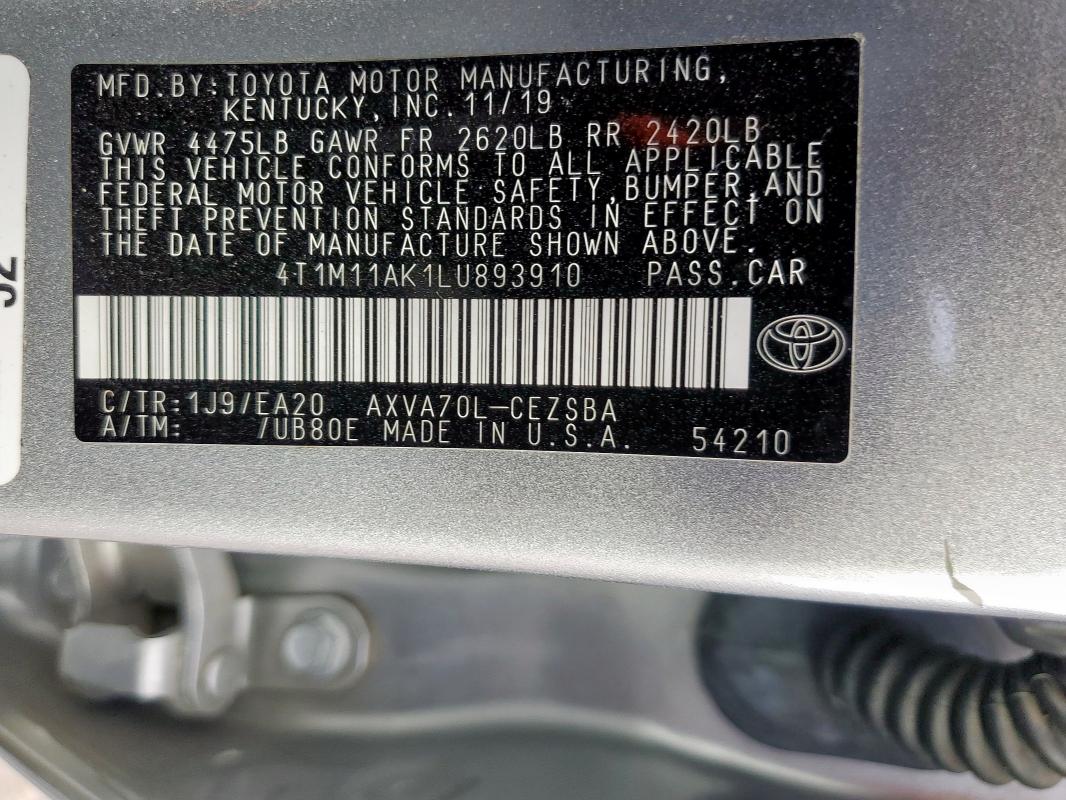 MFD.BY:TOYOTA MOTOR MANUFACTURING,
KENTUCKY,INC.11/19
GVWR 4475LB GAWR FR 2620LB RR 2420LB
THIS VEHICLE CONFORMS TO ALL APPLICABLE
FEDERAL MOTOR VEHICLE SAFETY,BUMPER,AND
THEFT PREVENTION STANDARDS IN EFFECT ON
THE DATE OF MANUFACTURE SHOWN ABOVE.
4T1M11AK1LU893910 PASS.CAR
C/TR:1J9/EA20 AXVA70L-CEZSBA
A/TM: /UB80E MADE IN U.S.A. 54210